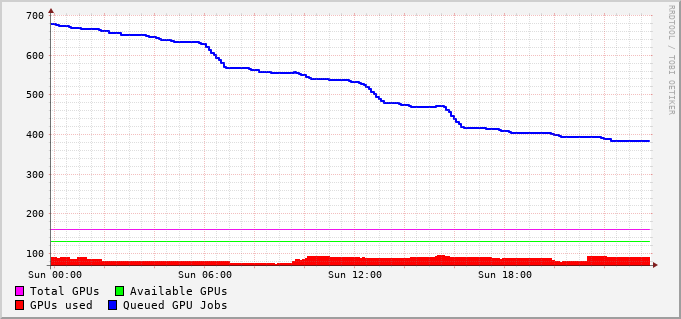 700
600
500
400
300
200
100
Sun 00:00 Sun 06:00 Sun 12:00 Sun 18:00
Total GPUs Available GPUs
GPUs used Queued GPU Jobs
RRDTOOL / TOBI OETIKER